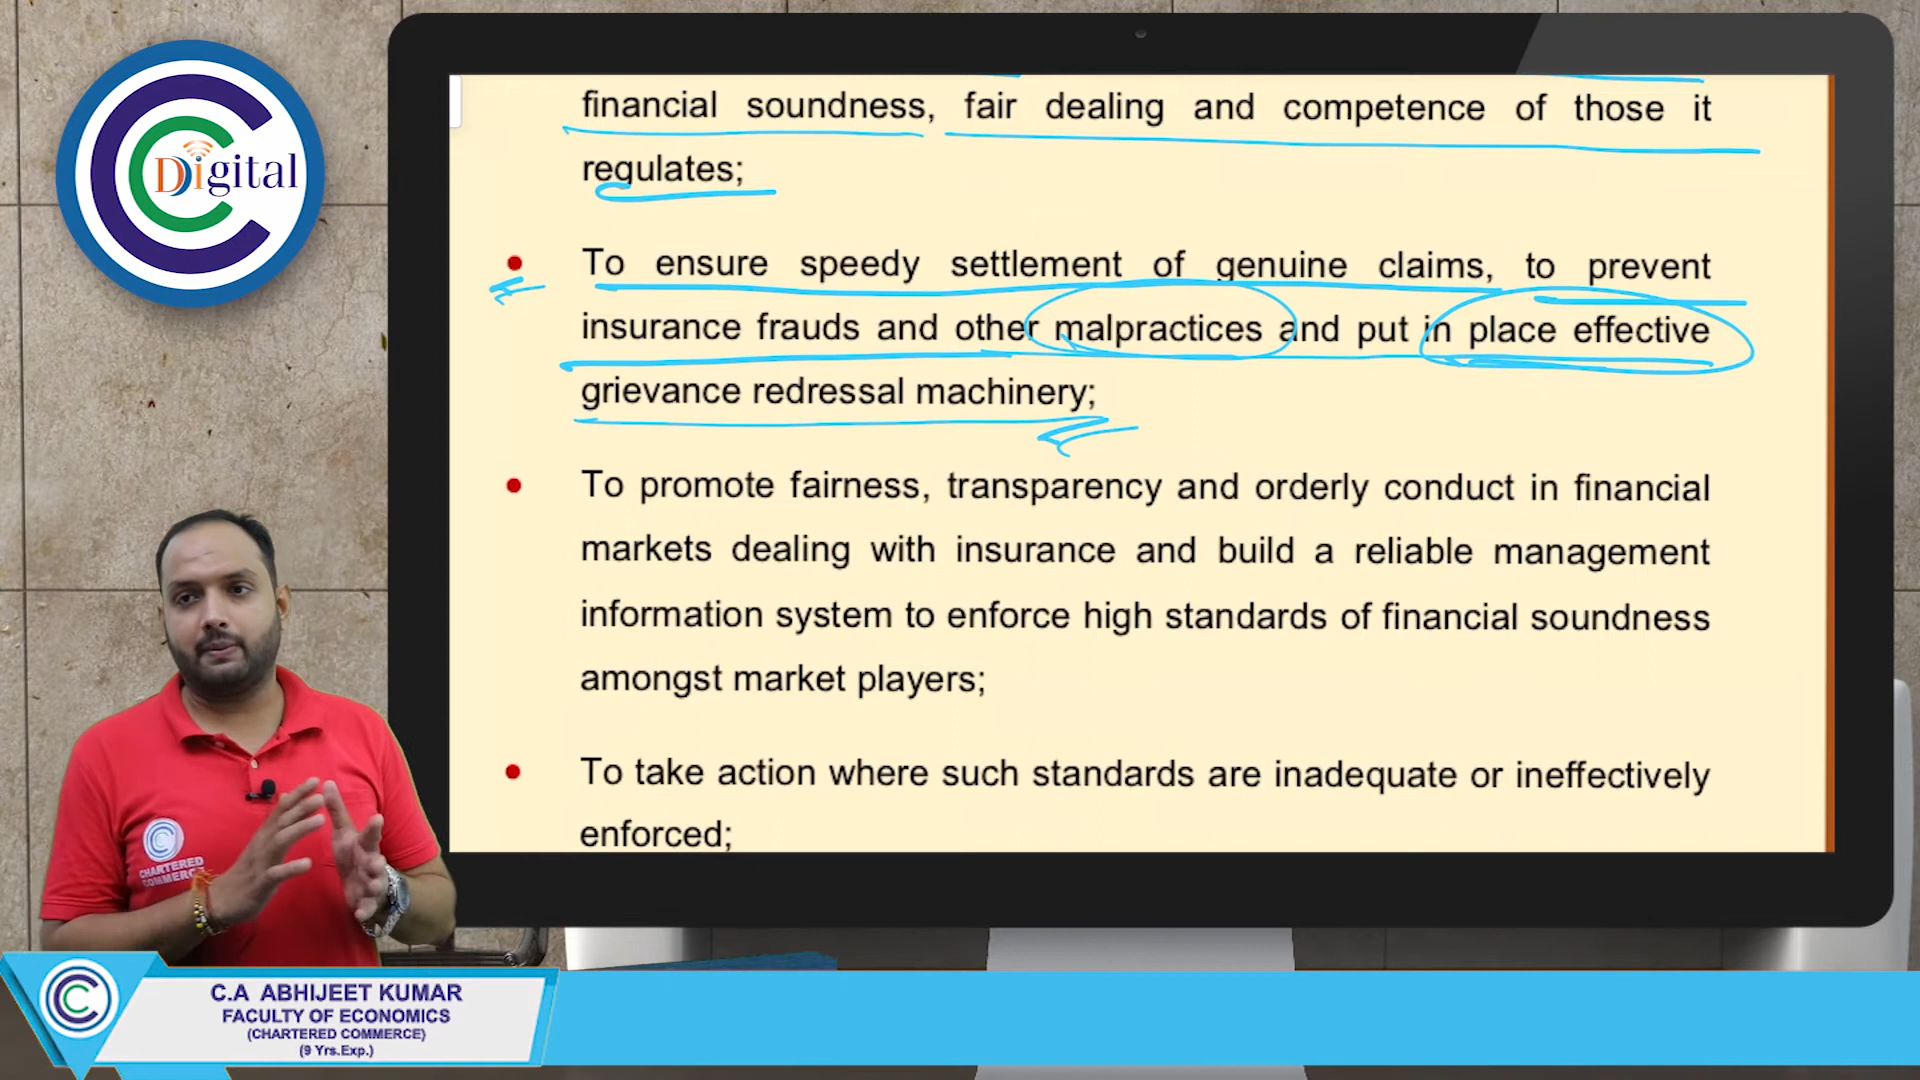 Digital
financial soundness, fair dealing and competence of those it
regulates;
• To ensure speedy settlement of genuine claims, to prevent
insurance frauds and other malpractices and put in place effective
grievance redressal machinery;
• To promote fairness, transparency and orderly conduct in financial
markets dealing with insurance and build a reliable management
information system to enforce high standards of financial soundness
amongst market players;
• To take action where such standards are inadequate or ineffectively
enforced;
CHARTERED
COMMERCE
C.A ABHIJEET KUMAR
FACULTY OF ECONOMICS
(CHARTERED COMMERCE)
(9 Yrs.Exp.)